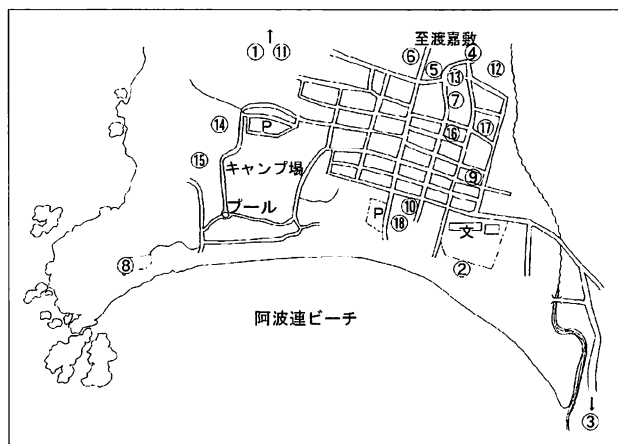 至渡嘉敷
↑
① ⑪
⑥
⑤
④
⑬
⑫
⑦
⑭
P
⑯
⑰
⑮
キャンプ場
⑨
プール
P
⑩
⑱
文
⑧
②
阿波連ビーチ
↓
③